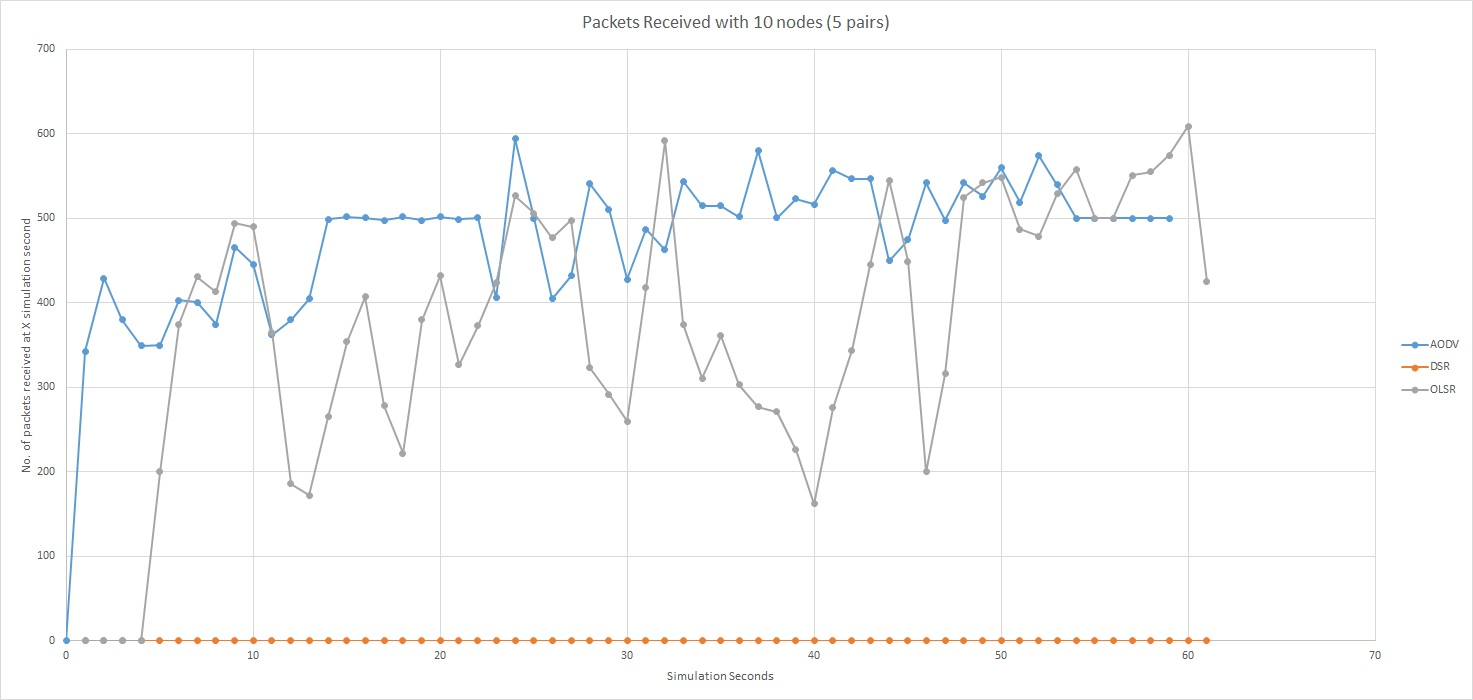 Packets Received with 10 nodes (5 pairs)
No. of packets received at X simulation second
700
600
500
400
300
200
100
0
0 10 20 30 40 50 60 70
Simulation Seconds
AODV
DSR
OLSR